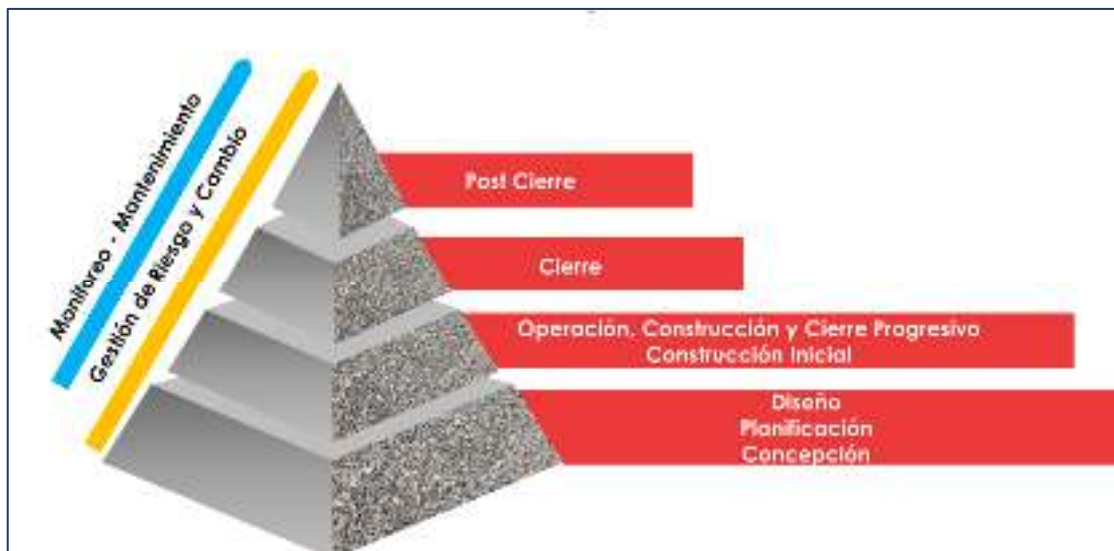 Monitoreo - Mantenimiento
Gestión de Riesgo y Cambio
Post Cierre
Cierre
Operación, Construcción y Cierre Progresivo
Construcción Inicial
Diseño
Planificación
Concepción